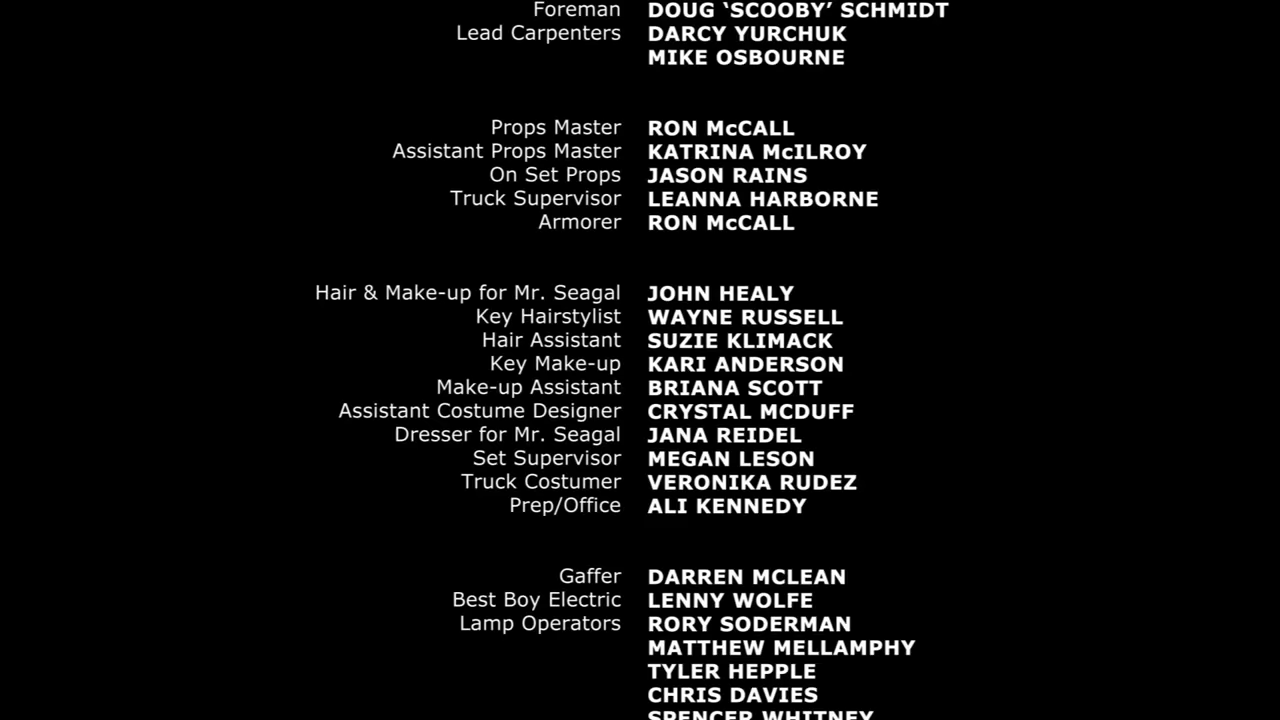 Foreman DOUG ‘SCOOBY’ SCHMIDT
Lead Carpenters DARCY YURCHUK
MIKE OSBOURNE
Props Master RON McCALL
Assistant Props Master KATRINA McILROY
On Set Props JASON RAINS
Truck Supervisor LEANNA HARBORNE
Armorer RON McCALL
Hair & Make-up for Mr. Seagal JOHN HEALY
Key Hairstylist WAYNE RUSSELL
Hair Assistant SUZIE KLIMACK
Key Make-up KARI ANDERSON
Make-up Assistant BRIANA SCOTT
Assistant Costume Designer CRYSTAL MCDUFF
Dresser for Mr. Seagal JANA REIDEL
Set Supervisor MEGAN LESON
Truck Costumer VERONIKA RUDEZ
Prep/Office ALI KENNEDY
Gaffer DARREN MCLEAN
Best Boy Electric LENNY WOLFE
Lamp Operators RORY SODERMAN
MATTHEW MELLAMPHY
TYLER HEPPLE
CHRIS DAVIES
SPENCER WHITNEY